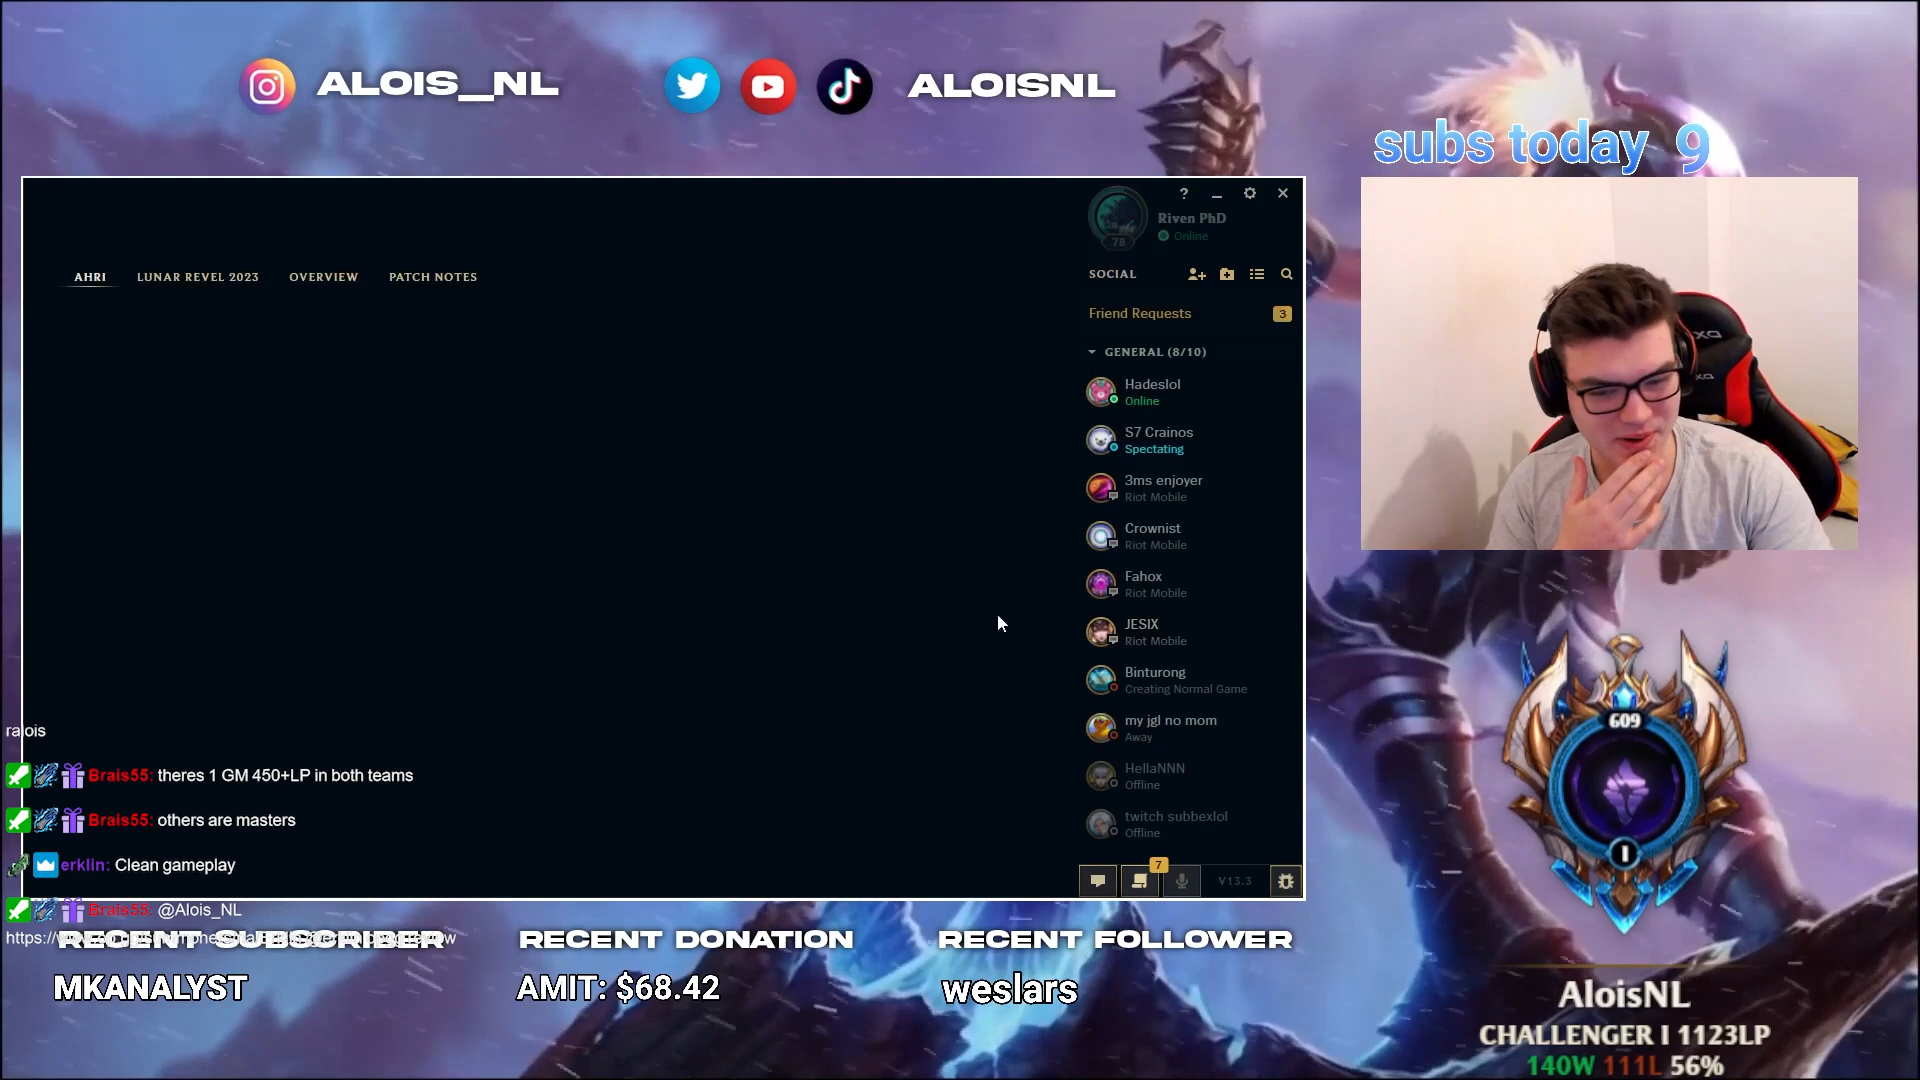 ALOIS_NL
ALOISNL
subs today 9
Riven PhD
78
Online
AHRI
LUNAR REVEL 2023
OVERVIEW
PATCH NOTES
SOCIAL
Friend Requests
3
GENERAL (8/10)
Hadeslol
Online
S7 Crainos
Spectating
3ms enjoyer
Riot Mobile
Crownist
Riot Mobile
Fahox
Riot Mobile
JESIX
Riot Mobile
Binturong
Creating Normal Game
my jgl no mom
Away
HellaNNN
Offline
twitch subbexlol
Offline
7
V13.3
ralois
Brais55: theres 1 GM 450+LP in both teams
Brais55: others are masters
erklin: Clean gameplay
Brais55: @Alois_NL
RECENT SUBSCRIBER
MKANALYST
RECENT DONATION
AMIT: $68.42
RECENT FOLLOWER
weslars
609
I
AloisNL
CHALLENGER I 1123LP
140W 111L 56%